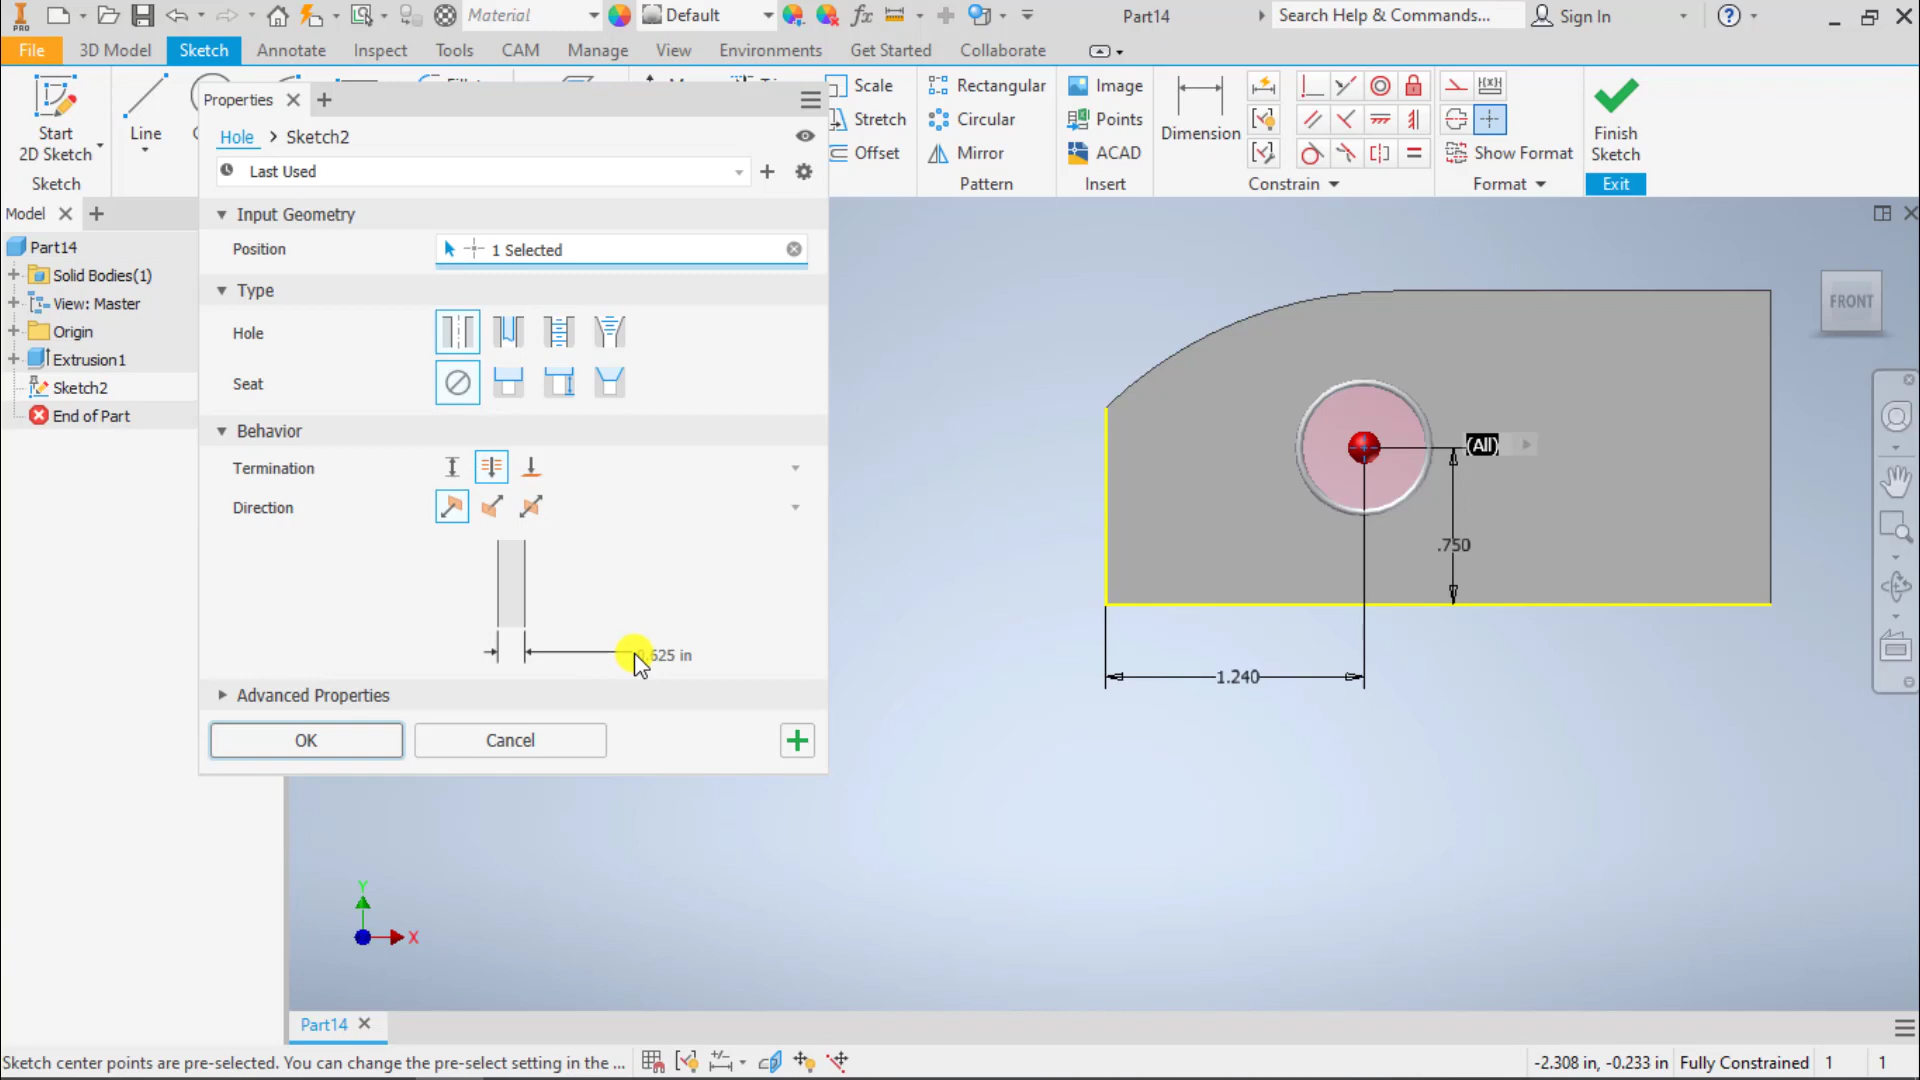 PRO
Material
Default
Part14
Search Help & Commands...
Sign In
File
3D Model
Sketch
Annotate
Inspect
Tools
CAM
Manage
View
Environments
Get Started
Collaborate
Start
2D Sketch
Sketch
Line
Scale
Stretch
Offset
Rectangular
Circular
Mirror
Pattern
Image
Points
ACAD
Insert
Dimension
Constrain
Show Format
Format
Finish
Sketch
Exit
Model
Part14
Solid Bodies(1)
View: Master
Origin
Extrusion1
Sketch2
End of Part
Properties
Hole > Sketch2
Last Used
Input Geometry
Position
1 Selected
Type
Hole
Seat
Behavior
Termination
Direction
.625 in
Advanced Properties
OK
Cancel
FRONT
(All)
.750
1.240
Y
X
Part14
Sketch center points are pre-selected. You can change the pre-select setting in the ...
-2.308 in, -0.233 in
Fully Constrained
1
1